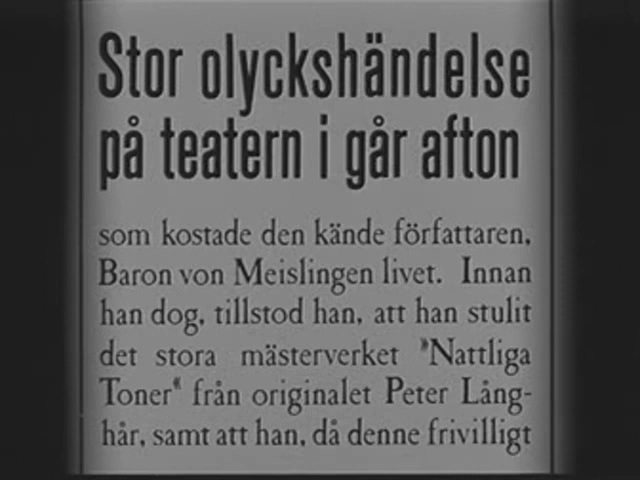 Stor olyckshändelse
på teatern i går afton
som kostade den kände författaren,
Baron von Meislingen livet. Innan
han dog, tillstod han, att han stulit
det stora mästerverket "Nattliga
Toner" från originalet Peter Lång-
hår, samt att han, då denne frivilligt